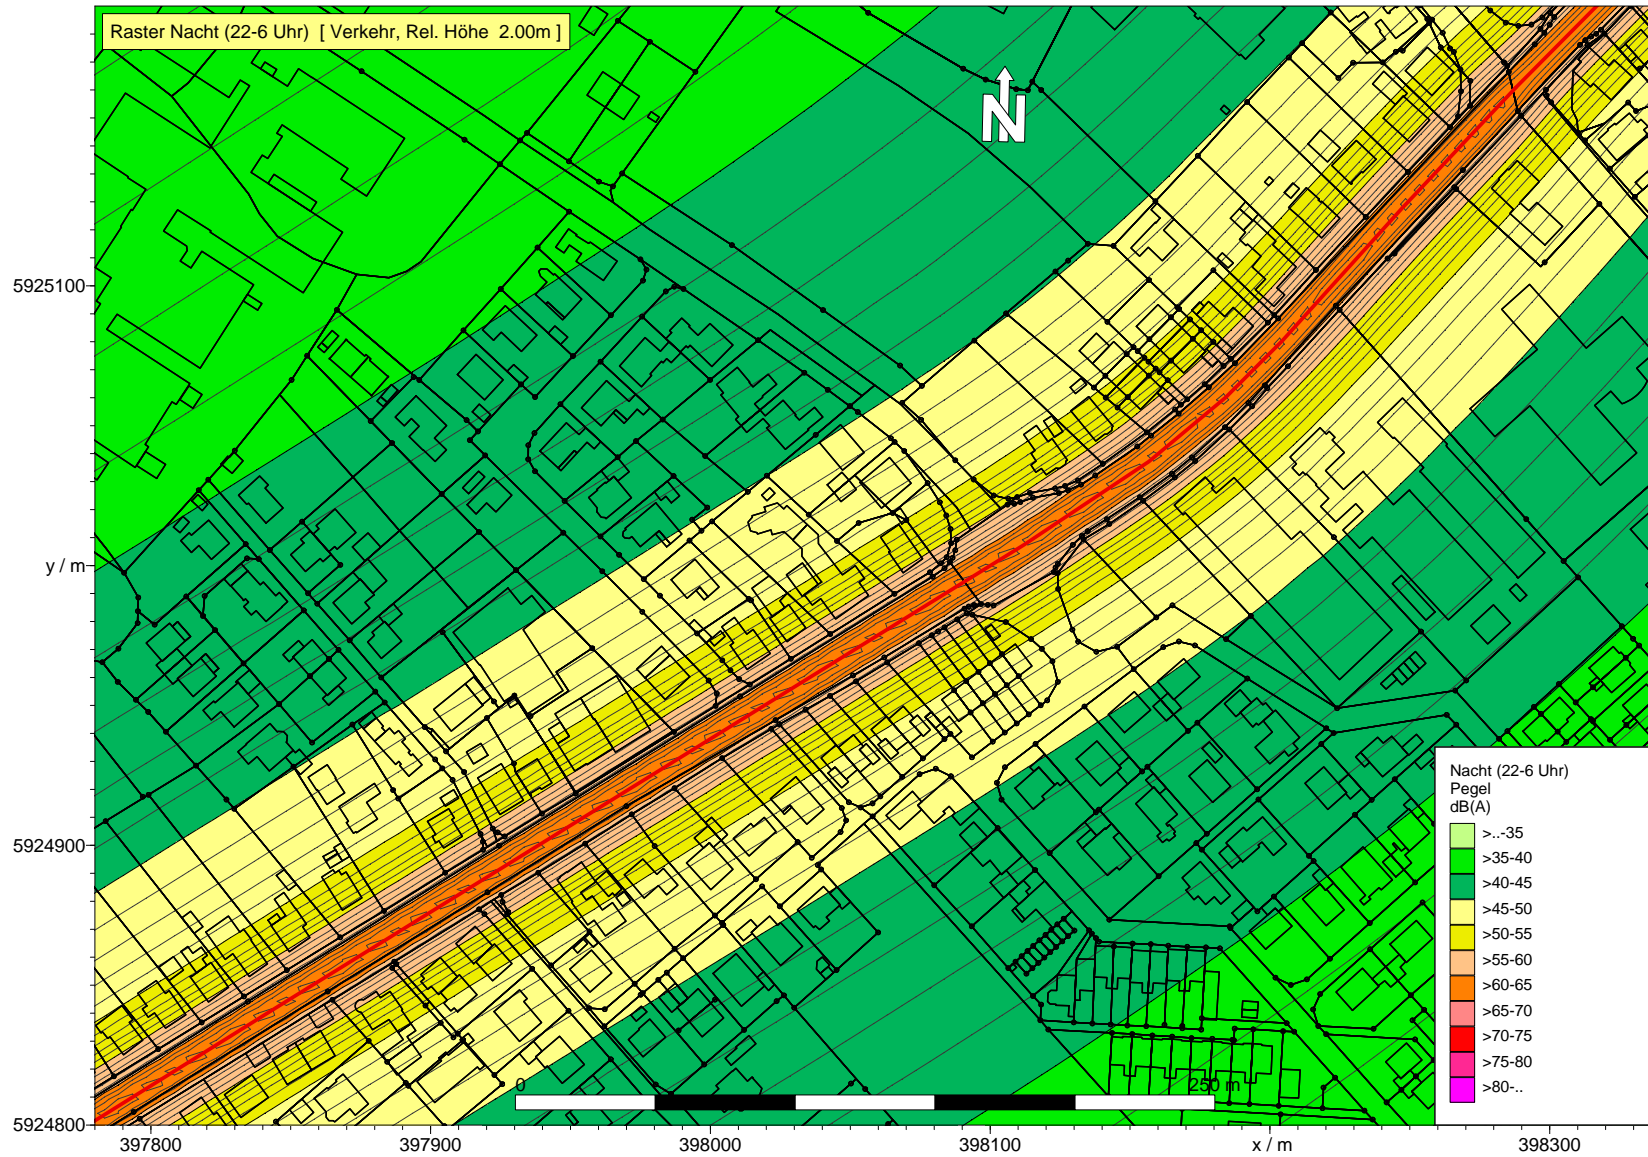 Raster Nacht (22-6 Uhr) [ Verkehr, Rel. Höhe 2.00m ]
N
5925100
y / m
5924900
5924800
Nacht (22-6 Uhr)
Pegel
dB(A)
>..-35
>35-40
>40-45
>45-50
>50-55
>55-60
>60-65
>65-70
>70-75
>75-80
>80-..
0
250 m
397800
397900
398000
398100
x / m
398300